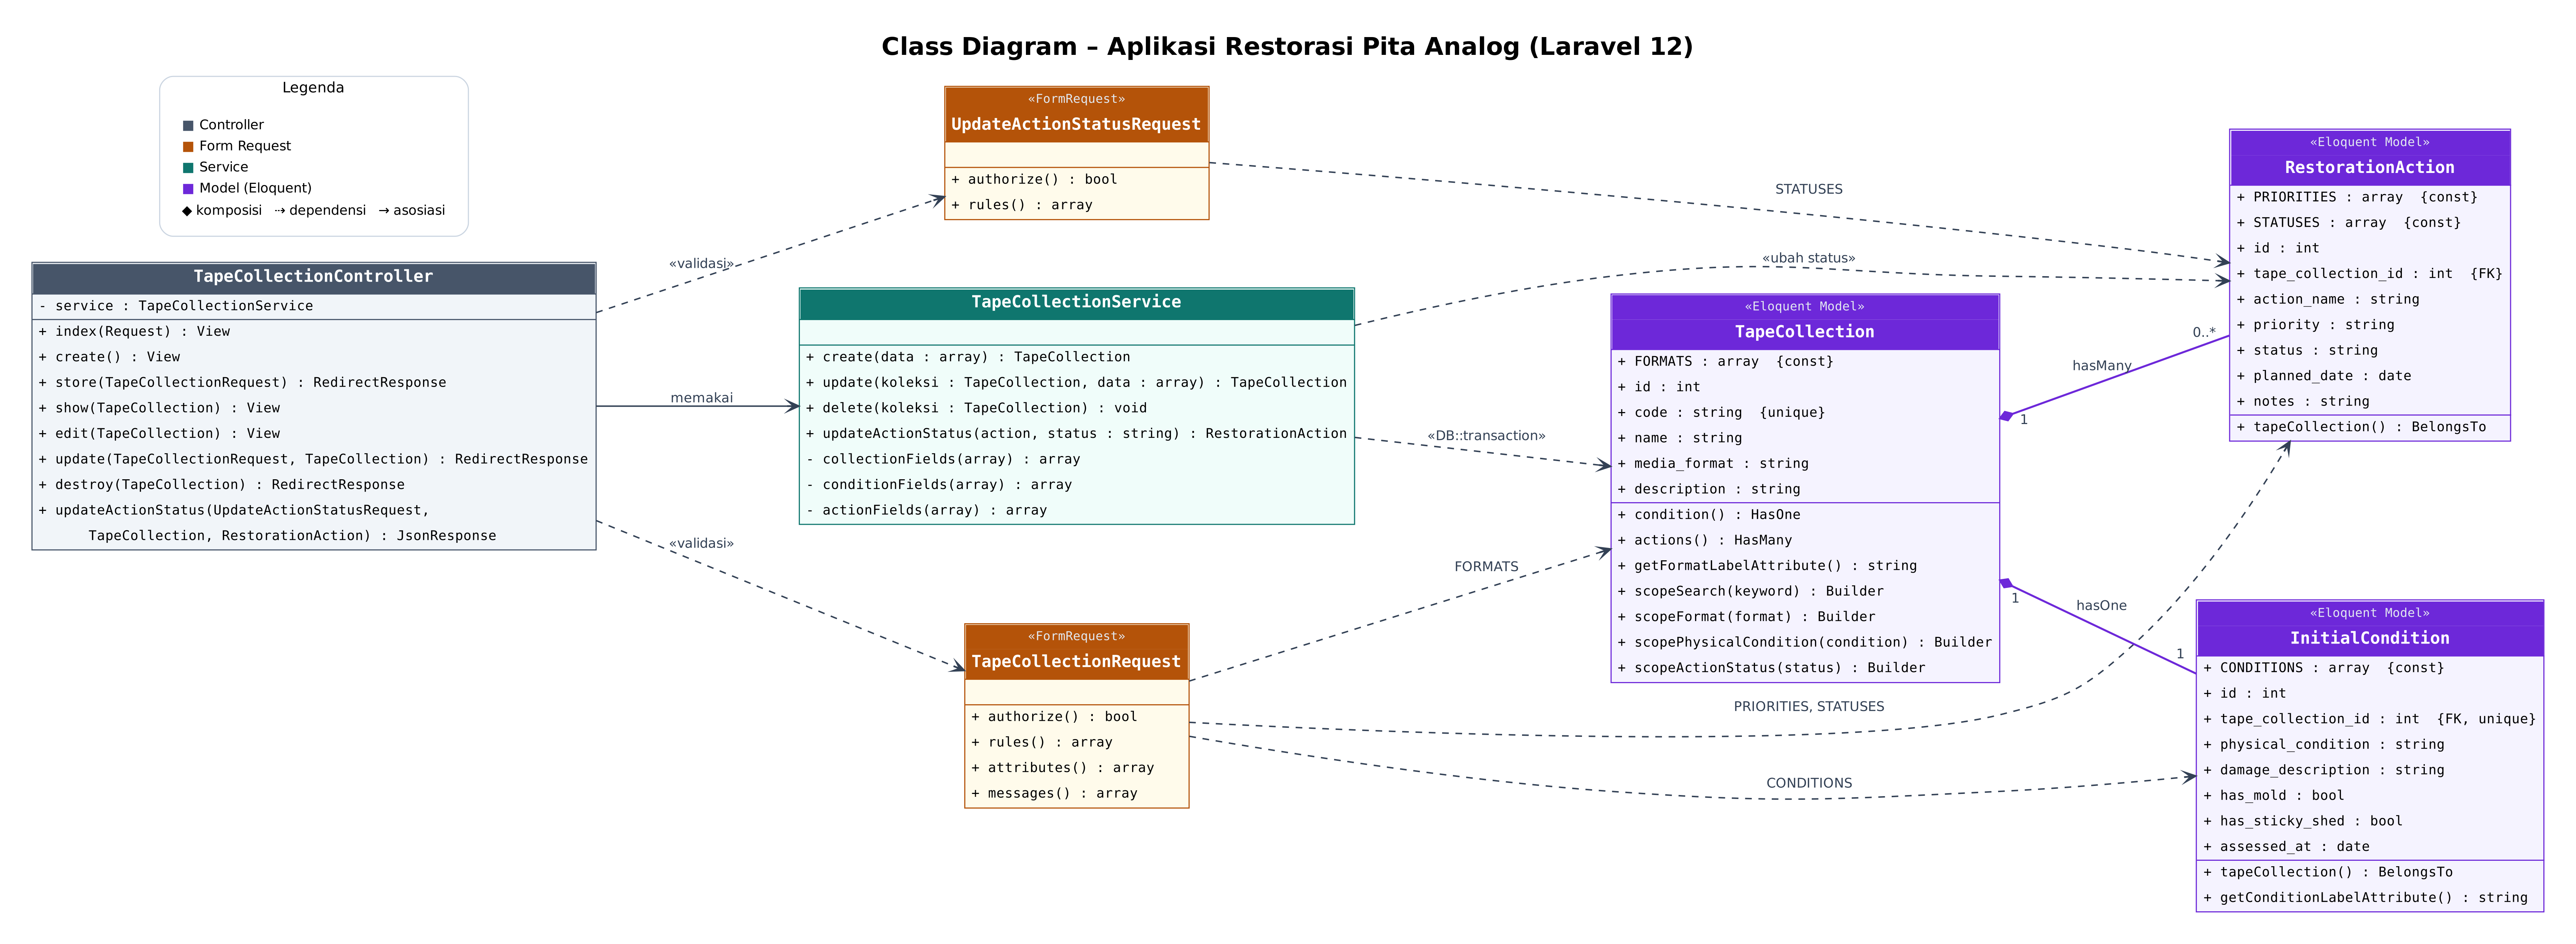 Class Diagram – Aplikasi Restorasi Pita Analog (Laravel 12)
Legenda
■ Controller
■ Form Request
■ Service
■ Model (Eloquent)
◆ komposisi ⇢ dependensi → asosiasi
TapeCollectionController
- service : TapeCollectionService
+ index(Request) : View
+ create() : View
+ store(TapeCollectionRequest) : RedirectResponse
+ show(TapeCollection) : View
+ edit(TapeCollection) : View
+ update(TapeCollectionRequest, TapeCollection) : RedirectResponse
+ destroy(TapeCollection) : RedirectResponse
+ updateActionStatus(UpdateActionStatusRequest,
TapeCollection, RestorationAction) : JsonResponse
«validasi»
memakai
«validasi»
«FormRequest»
UpdateActionStatusRequest
+ authorize() : bool
+ rules() : array
TapeCollectionService
+ create(data : array) : TapeCollection
+ update(koleksi : TapeCollection, data : array) : TapeCollection
+ delete(koleksi : TapeCollection) : void
+ updateActionStatus(action, status : string) : RestorationAction
- collectionFields(array) : array
- conditionFields(array) : array
- actionFields(array) : array
«FormRequest»
TapeCollectionRequest
+ authorize() : bool
+ rules() : array
+ attributes() : array
+ messages() : array
STATUSES
«ubah status»
«DB::transaction»
FORMATS
PRIORITIES, STATUSES
CONDITIONS
«Eloquent Model»
TapeCollection
+ FORMATS : array {const}
+ id : int
+ code : string {unique}
+ name : string
+ media_format : string
+ description : string
+ condition() : HasOne
+ actions() : HasMany
+ getFormatLabelAttribute() : string
+ scopeSearch(keyword) : Builder
+ scopeFormat(format) : Builder
+ scopePhysicalCondition(condition) : Builder
+ scopeActionStatus(status) : Builder
0..*
hasMany
1
1
hasOne
1
«Eloquent Model»
RestorationAction
+ PRIORITIES : array {const}
+ STATUSES : array {const}
+ id : int
+ tape_collection_id : int {FK}
+ action_name : string
+ priority : string
+ status : string
+ planned_date : date
+ notes : string
+ tapeCollection() : BelongsTo
«Eloquent Model»
InitialCondition
+ CONDITIONS : array {const}
+ id : int
+ tape_collection_id : int {FK, unique}
+ physical_condition : string
+ damage_description : string
+ has_mold : bool
+ has_sticky_shed : bool
+ assessed_at : date
+ tapeCollection() : BelongsTo
+ getConditionLabelAttribute() : string